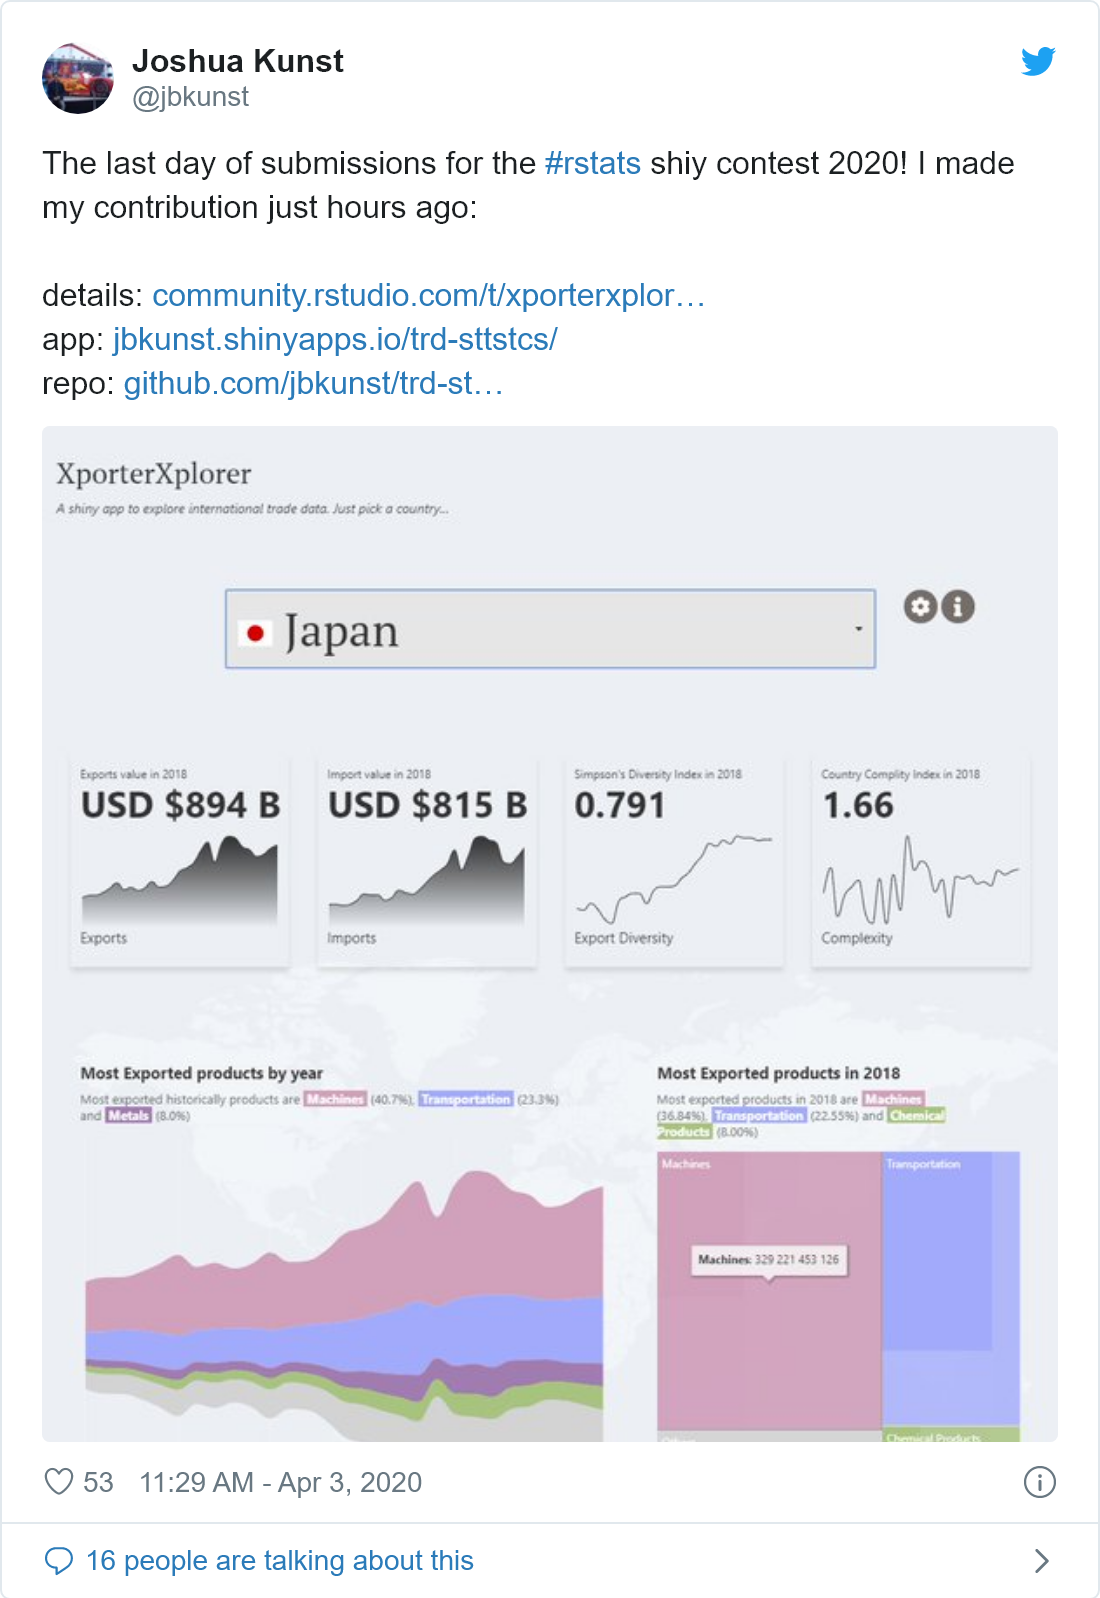 Joshua Kunst
@jbkunst
The last day of submissions for the #rstats shiy contest 2020! I made
my contribution just hours ago:
details: community.rstudio.com/t/xporterxplor…
app: jbkunst.shinyapps.io/trd-sttstcs/
repo: github.com/jbkunst/trd-st…
XporterXplorer
A shiny app to explore international trade data. Just pick a country...
Japan
Exports value in 2018
USD $894 B
Exports
Import value in 2018
USD $815 B
Imports
Simpson's Diversity Index in 2018
0.791
Export Diversity
Country Complity Index in 2018
1.66
Complexity
Most Exported products by year
Most exported historically products are Machines (40.7%), Transportation (23.3%)
and Metals (8.0%)
Most Exported products in 2018
Most exported products in 2018 are Machines
(36.84%), Transportation (22.55%) and Chemical
Products (8.00%)
Machines
Transportation
Machines: 329 221 453 126
Chemical Products
53 11:29 AM - Apr 3, 2020
16 people are talking about this